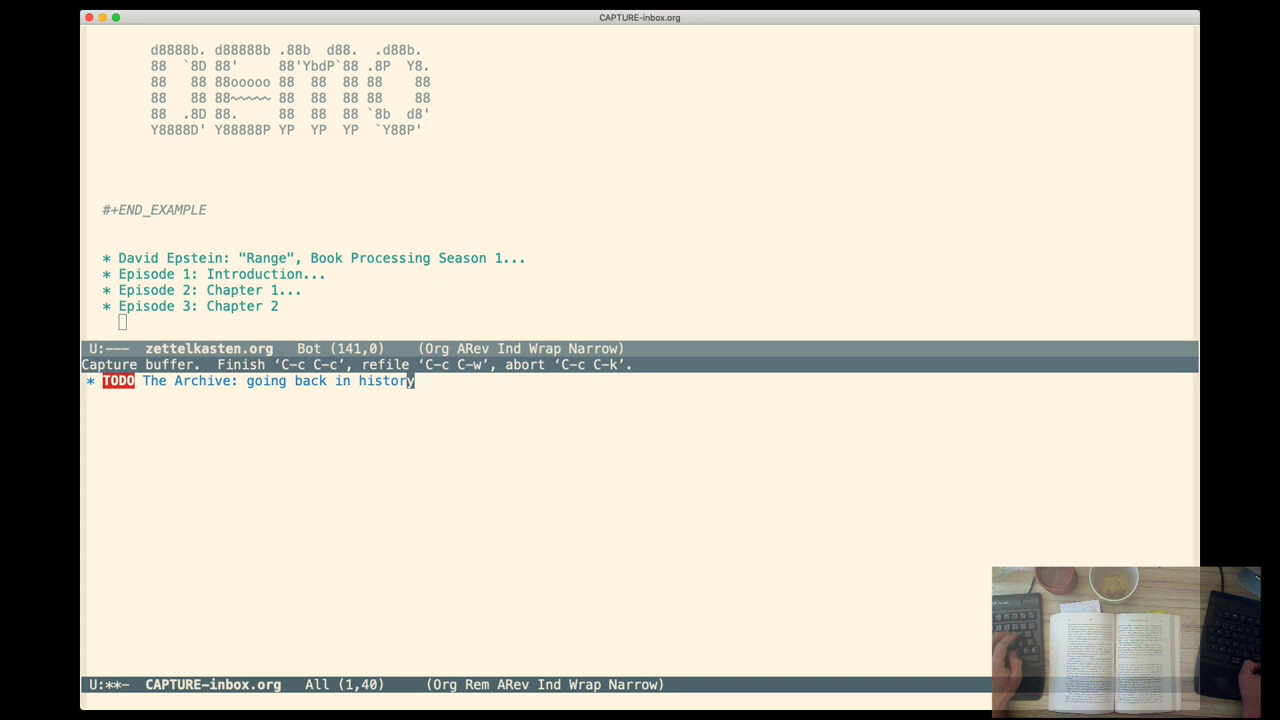 CAPTURE-inbox.org
d8888b. d88888b .88b  d88.  .d88b.
88  `8D 88'     88'YbdP`88 .8P  Y8.
88   88 88ooooo 88  88  88 88    88
88   88 88~~~~~ 88  88  88 88    88
88  .8D 88.     88  88  88 `8b  d8'
Y8888D' Y88888P YP  YP  YP  `Y88P'
#+END_EXAMPLE
* David Epstein: "Range", Book Processing Season 1...
* Episode 1: Introduction...
* Episode 2: Chapter 1...
* Episode 3: Chapter 2
U:---  zettelkasten.org   Bot (141,0)    (Org ARev Ind Wrap Narrow)
Capture buffer.  Finish ‘C-c C-c’, refile ‘C-c C-w’, abort ‘C-c C-k’.
* TODO The Archive: going back in history
U:**-  CAPTURE-inbox.org   All (1,40)     (Org Rem ARev Ind Wrap Narrow)